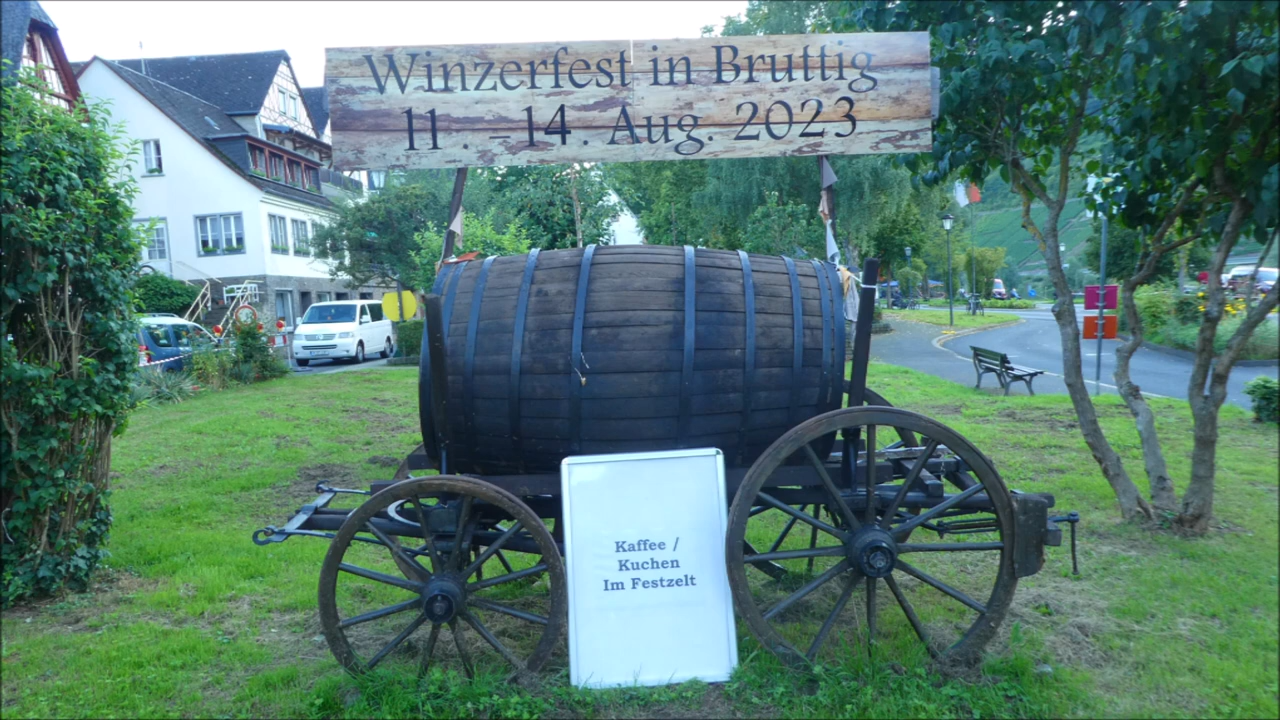 Winzerfest in Bruttig
11. -14. Aug. 2023
Kaffee /
Kuchen
Im Festzelt